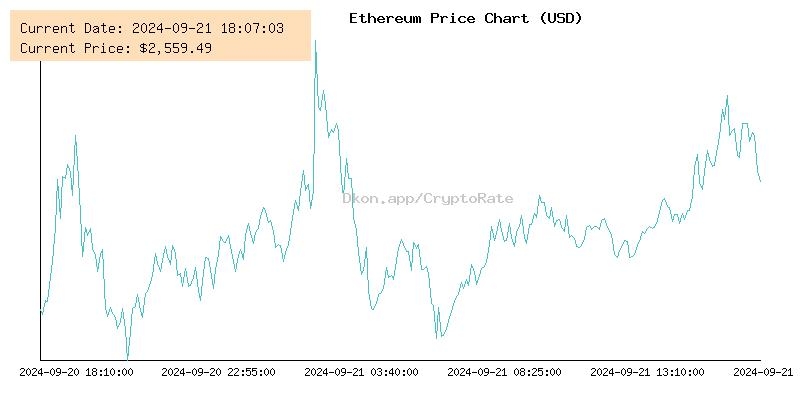 Ethereum Price Chart (USD)
Current Date: 2024-09-21 18:07:03
Current Price: $2,559.49
Dkon.app/CryptoRate
2024-09-20 18:10:00 2024-09-20 22:55:00 2024-09-21 03:40:00 2024-09-21 08:25:00 2024-09-21 13:10:00 2024-09-21